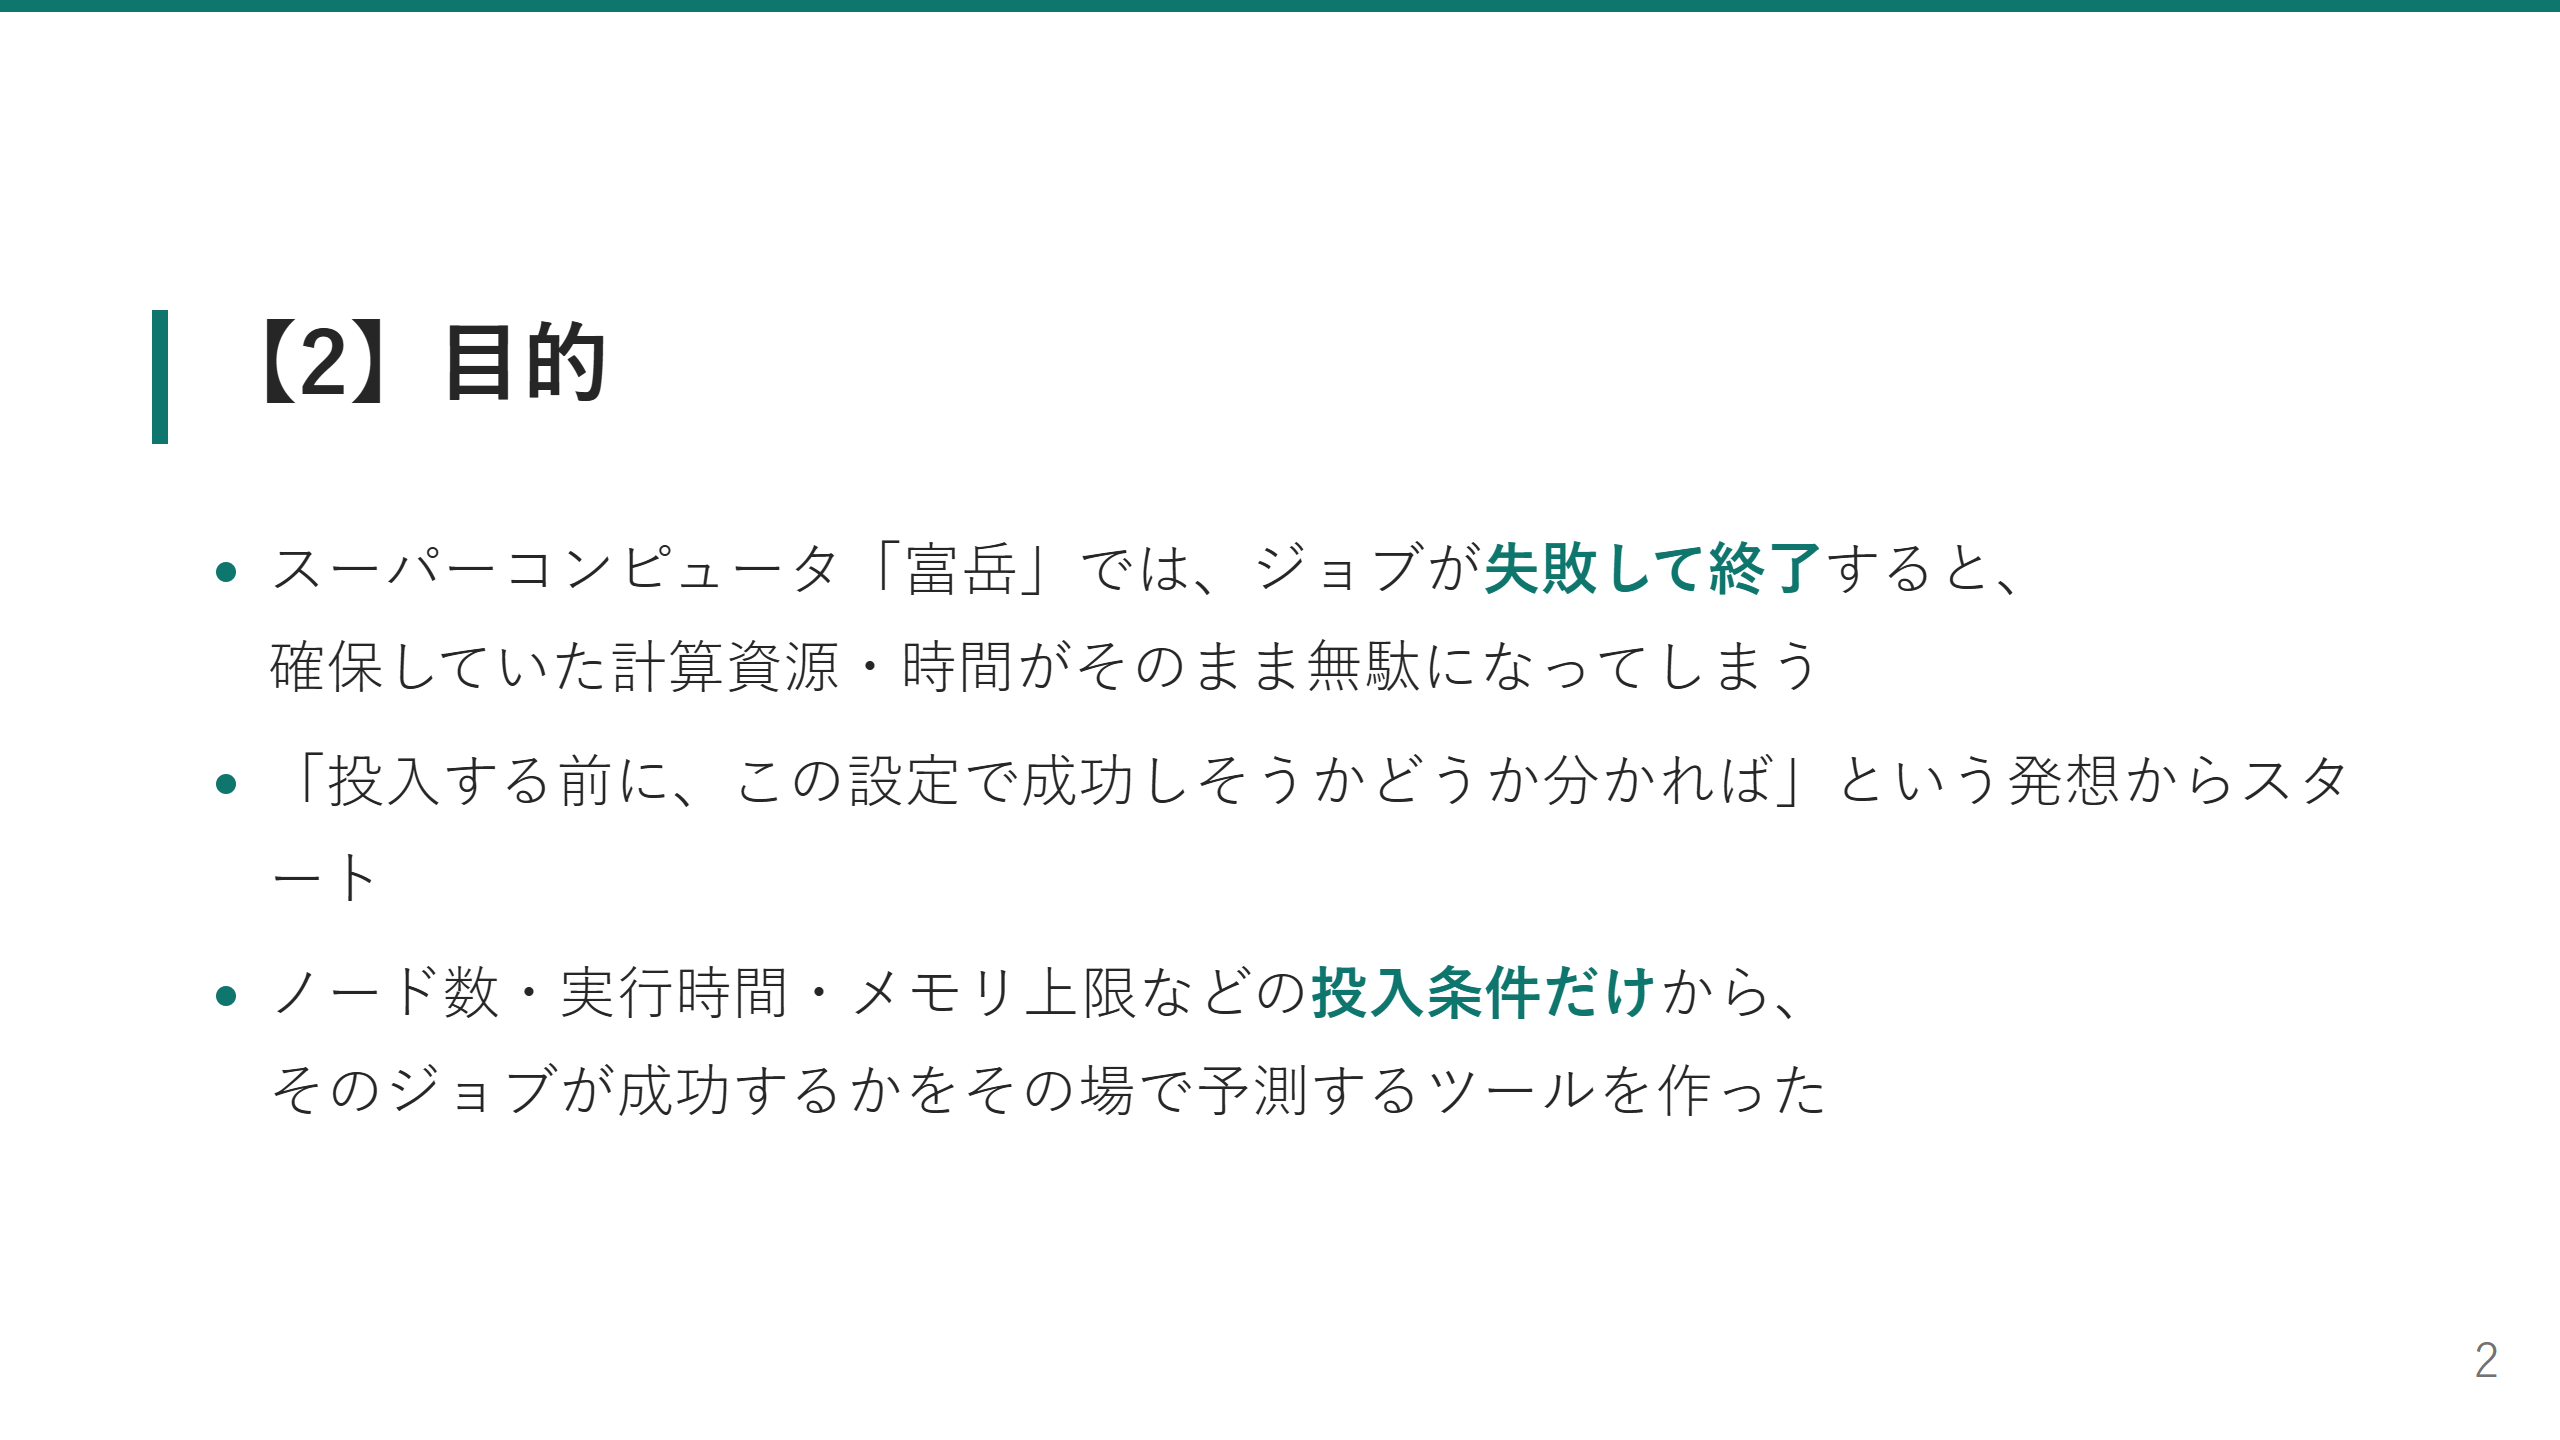 【2】目的
• スーパーコンピュータ「富岳」では、ジョブが失敗して終了すると、
確保していた計算資源・時間がそのまま無駄になってしまう
• 「投入する前に、この設定で成功しそうかどうか分かれば」という発想からスタ
ート
• ノード数・実行時間・メモリ上限などの投入条件だけから、
そのジョブが成功するかをその場で予測するツールを作った
2